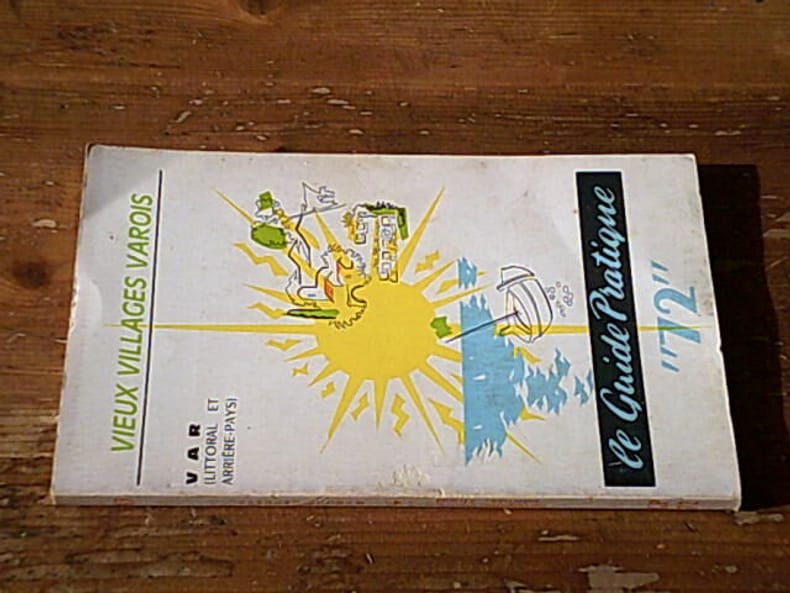 VIEUX VILLAGES VAROIS
VAR
(LITTORAL ET
ARRIÈRE-PAYS)
Le Guide Pratique
"72"